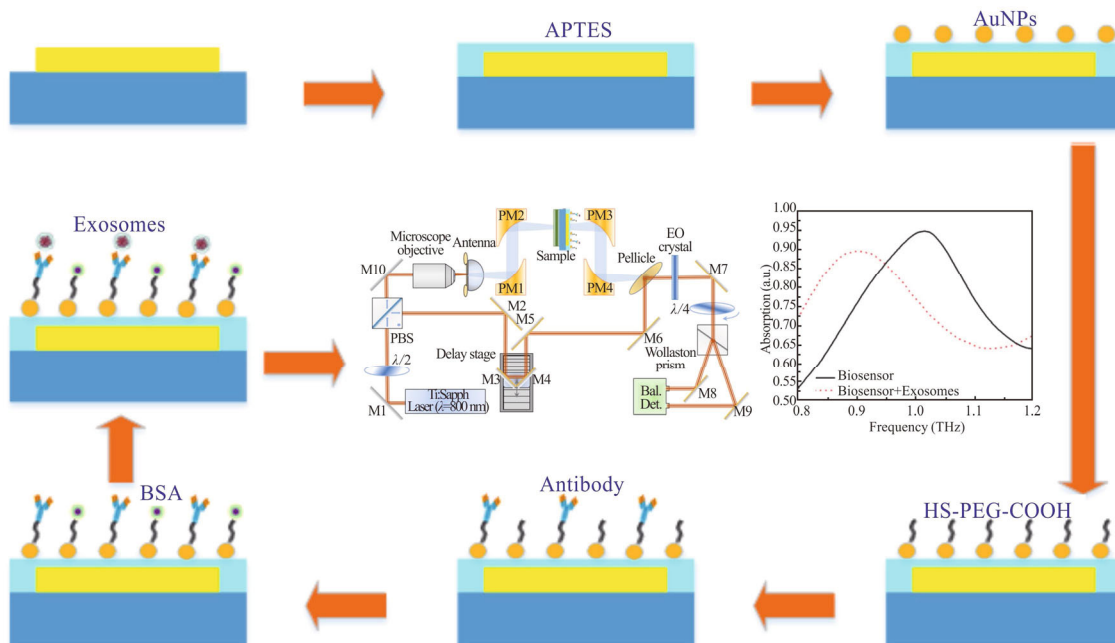 APTES
AuNPs
Exosomes
Microscope
objective
Antenna
M10
PM2
PM1
Sample
PM3
PM4
Pellicle
EO
crystal
M7
λ/4
M2
M5
M6
PBS
λ/2
Delay stage
M3
M4
Wollaston
prism
M1
Ti:Sapph
Laser (λ=800 nm)
Bal.
Det.
M8
M9
Absorption (a.u.)
1.00
0.95
0.90
0.85
0.80
0.75
0.70
0.65
0.60
0.55
0.50
Biosensor
Biosensor+Exosomes
0.8
0.9
1.0
1.1
1.2
Frequency (THz)
BSA
Antibody
HS-PEG-COOH